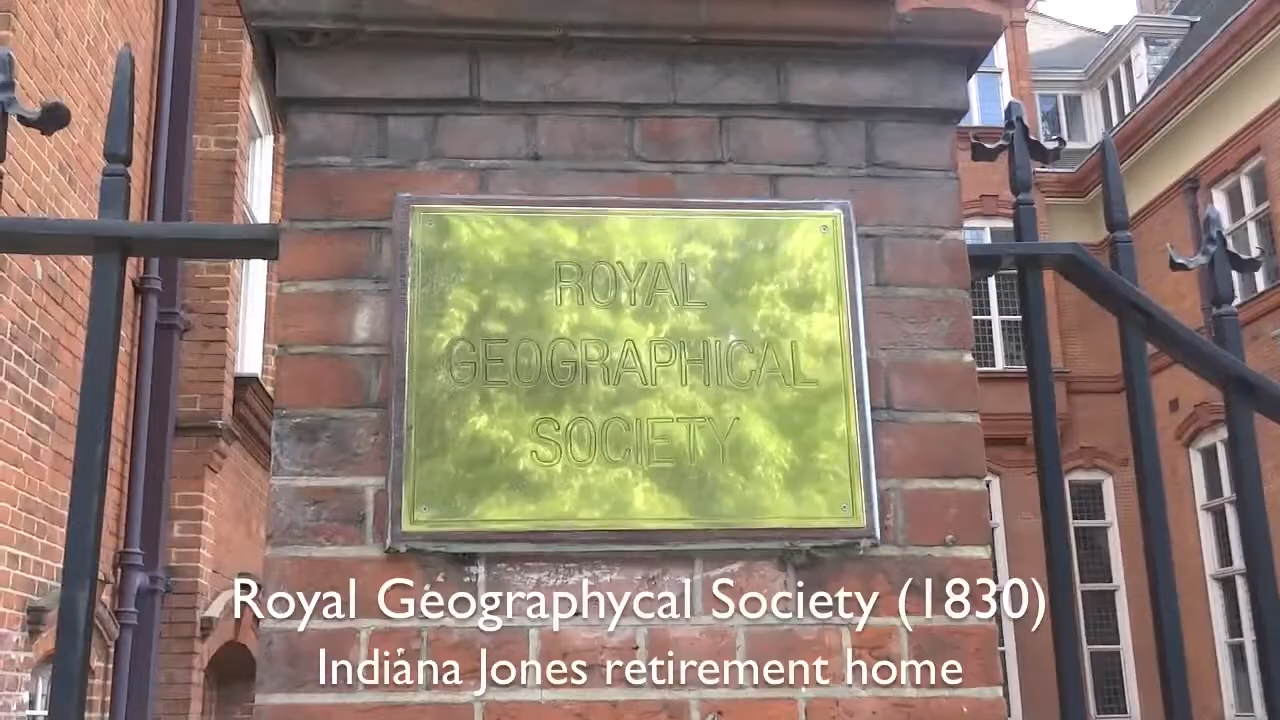 ROYAL
GEOGRAPHICAL
SOCIETY
Royal Geographycal Society (1830)
Indiana Jones retirement home